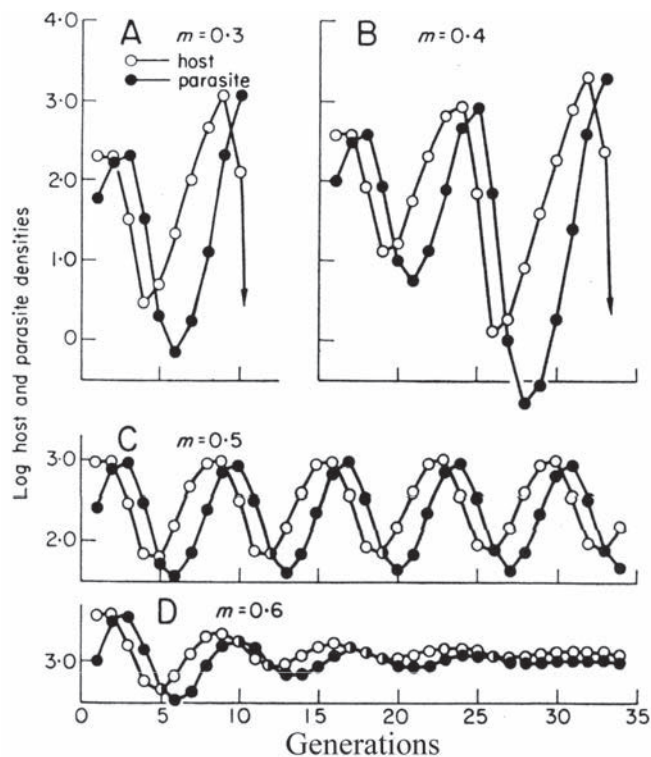 A m = 0·3
host
parasite
B m = 0·4
4·0
3·0
2·0
1·0
0
Log host and parasite densities
C m = 0·5
3·0
2·0
D m = 0·6
3·0
0 5 10 15 20 25 30 35
Generations